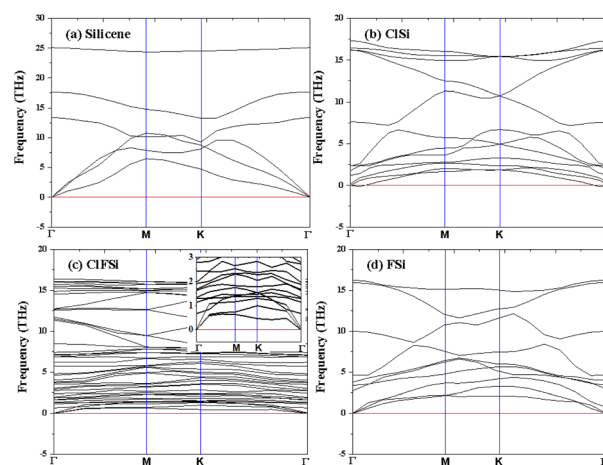 (a) Silicene
Frequency (THz)
30
25
20
15
10
5
0
-5
Γ M K Γ
(b) ClSi
Frequency (THz)
20
15
10
5
0
-5
Γ M K Γ
(c) ClFSi
Frequency (THz)
20
15
10
5
0
-5
Γ M K Γ
3
2
1
0
Γ M K Γ
(d) FSi
Frequency (THz)
20
15
10
5
0
-5
Γ M K Γ